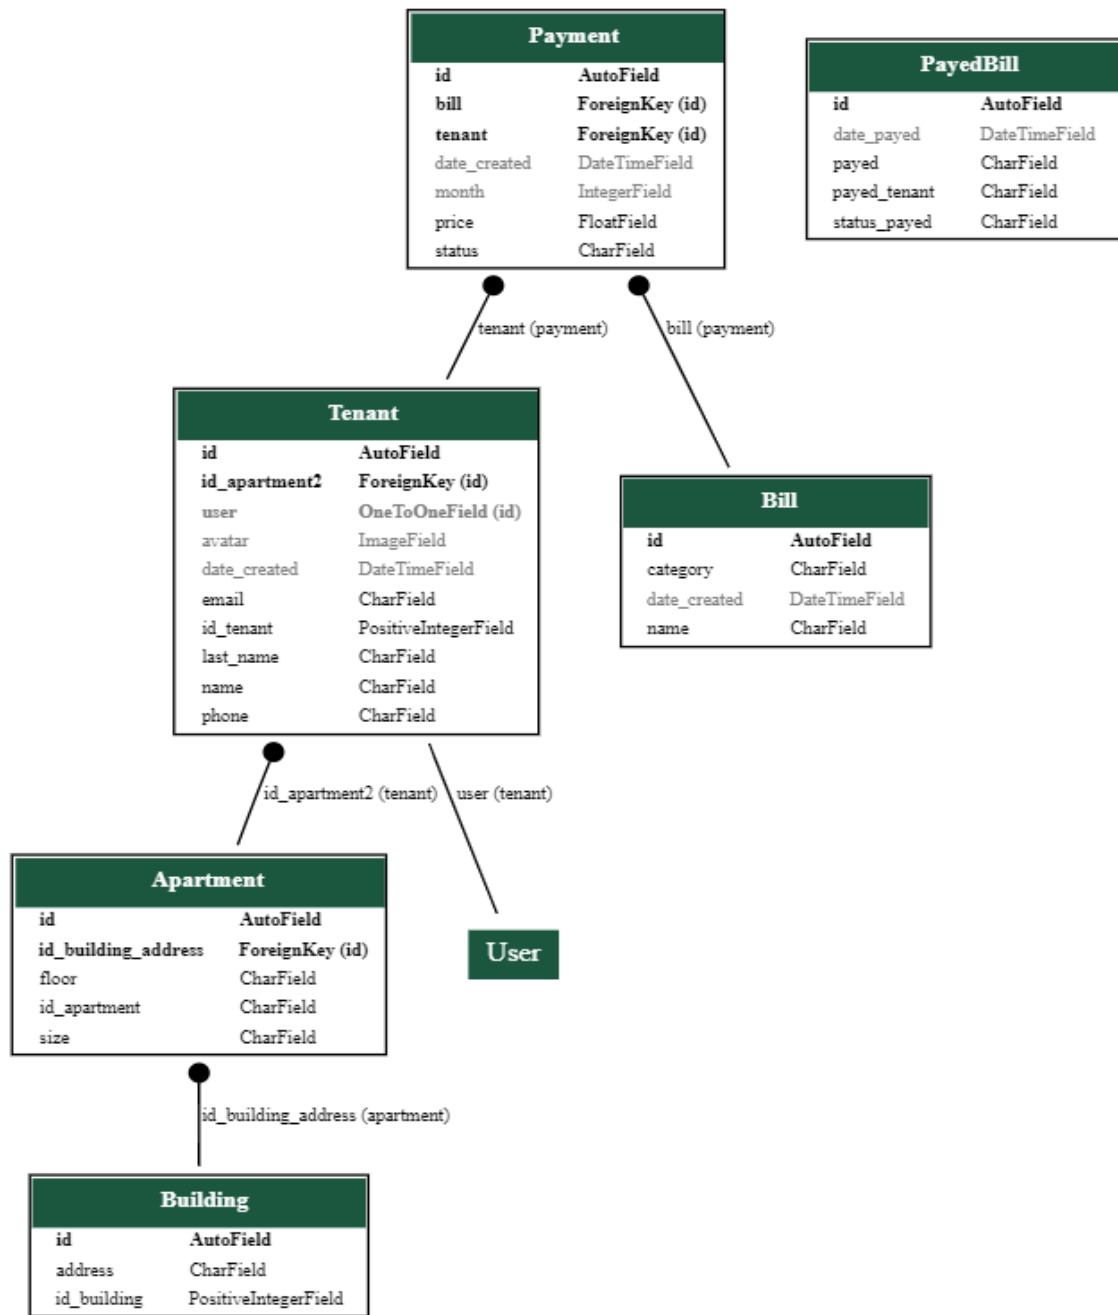 Payment
id AutoField
bill ForeignKey (id)
tenant ForeignKey (id)
date_created DateTimeField
month IntegerField
price FloatField
status CharField
PayedBill
id AutoField
date_payed DateTimeField
payed CharField
payed_tenant CharField
status_payed CharField
tenant (payment)
bill (payment)
Tenant
id AutoField
id_apartment2 ForeignKey (id)
user OneToOneField (id)
avatar ImageField
date_created DateTimeField
email CharField
id_tenant PositiveIntegerField
last_name CharField
name CharField
phone CharField
Bill
id AutoField
category CharField
date_created DateTimeField
name CharField
id_apartment2 (tenant)
user (tenant)
Apartment
id AutoField
id_building_address ForeignKey (id)
floor CharField
id_apartment CharField
size CharField
User
id_building_address (apartment)
Building
id AutoField
address CharField
id_building PositiveIntegerField